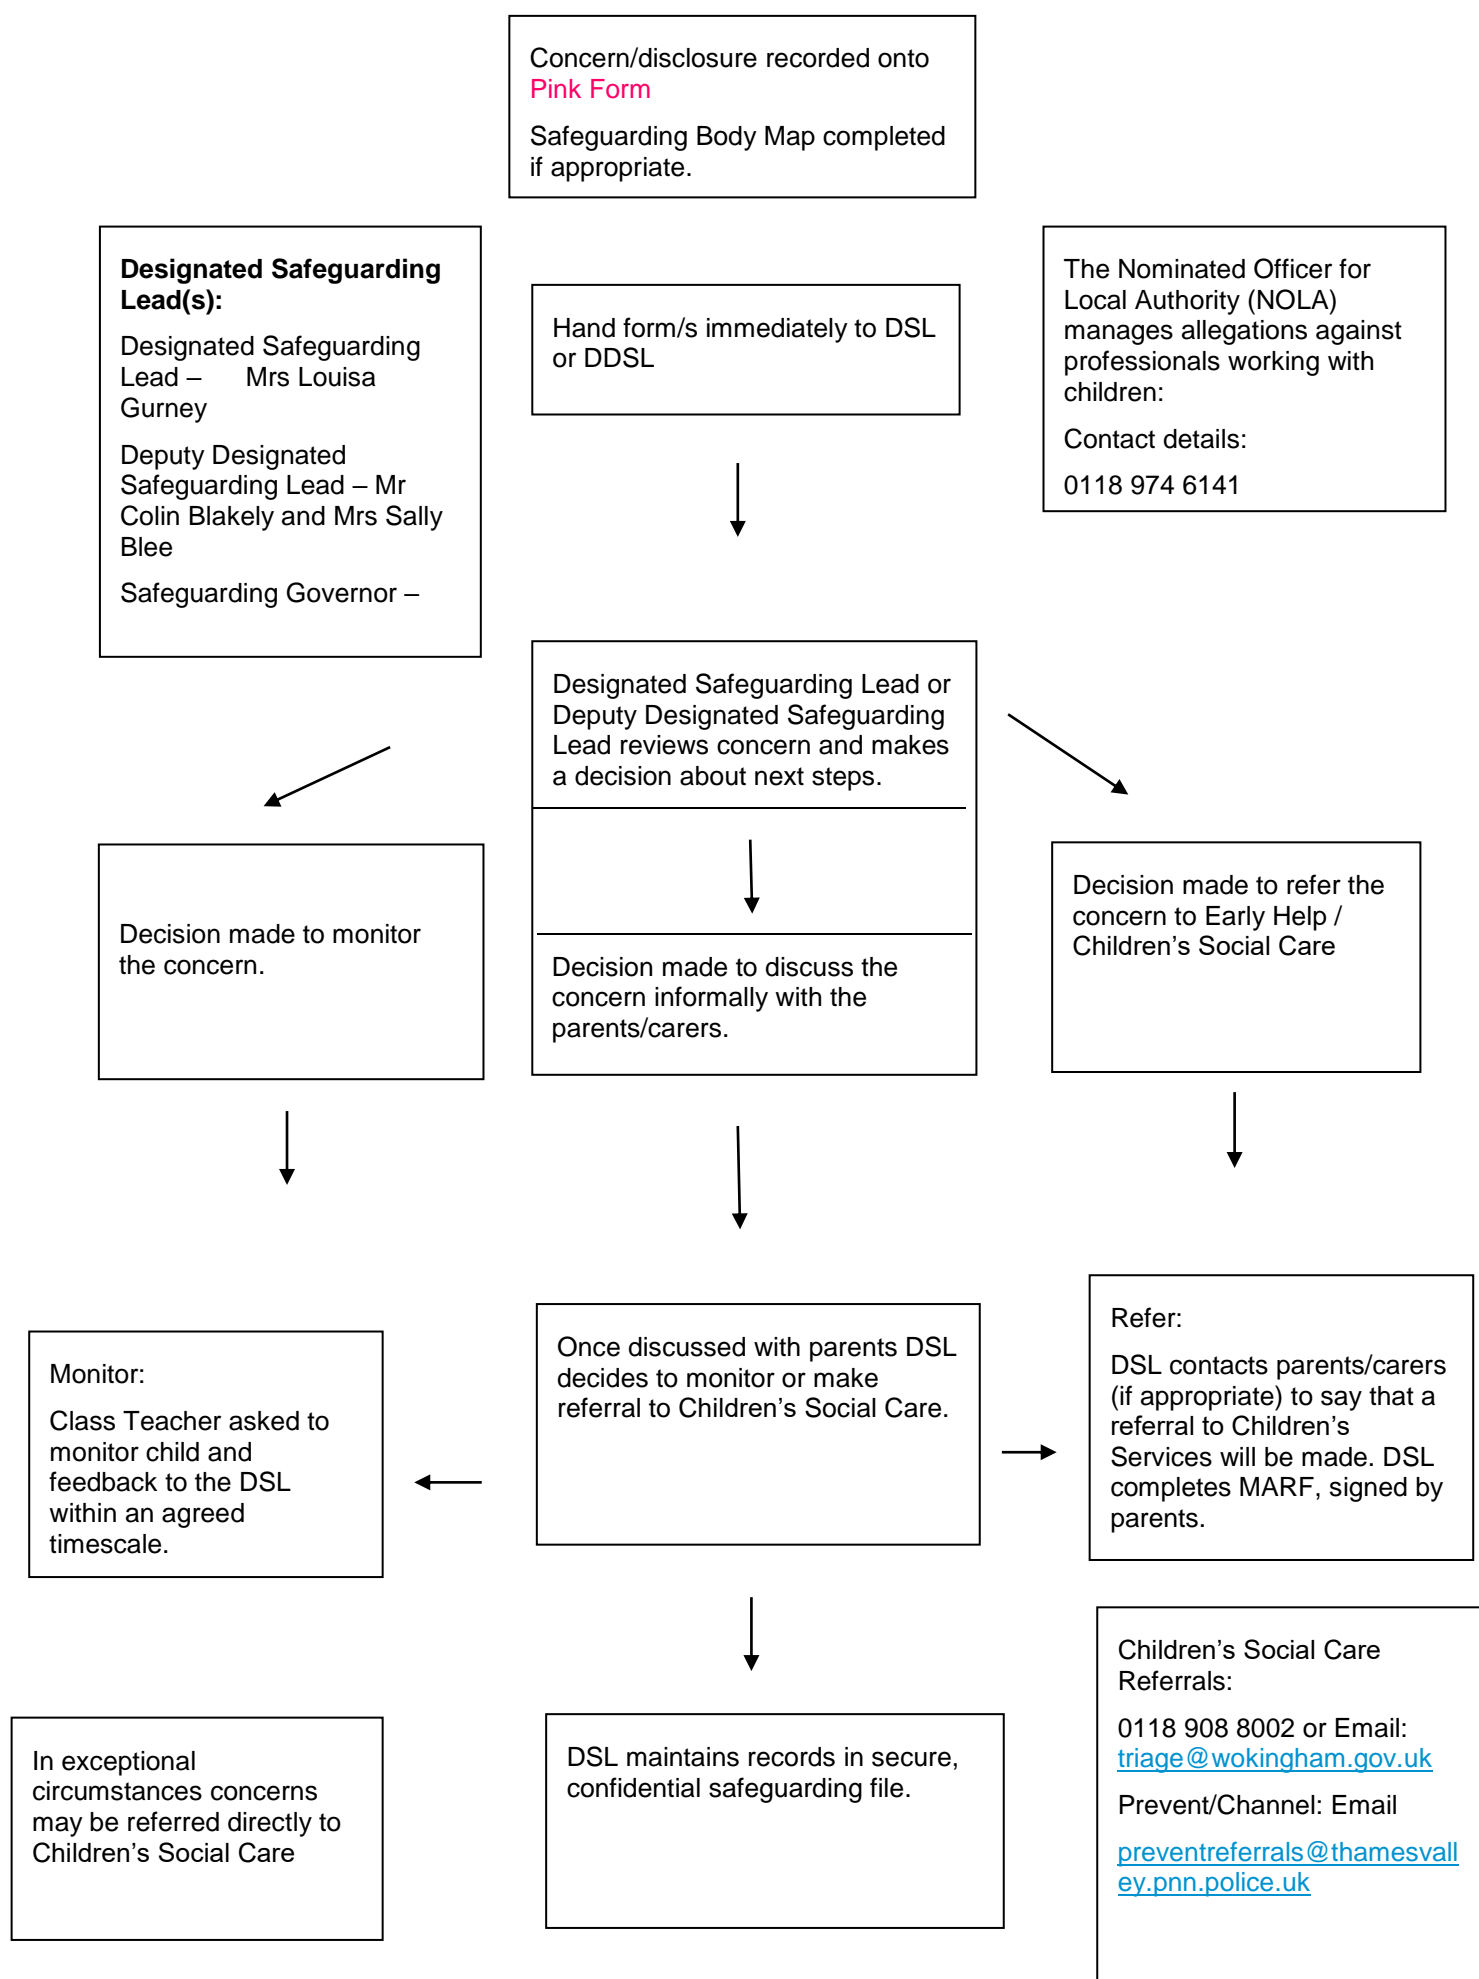 Concern/disclosure recorded onto
Pink Form
Safeguarding Body Map completed
if appropriate.
Designated Safeguarding
Lead(s):
Designated Safeguarding
Lead – Mrs Louisa
Gurney
Deputy Designated
Safeguarding Lead – Mr
Colin Blakely and Mrs Sally
Blee
Safeguarding Governor –
Hand form/s immediately to DSL
or DDSL
The Nominated Officer for
Local Authority (NOLA)
manages allegations against
professionals working with
children:
Contact details:
0118 974 6141
Designated Safeguarding Lead or
Deputy Designated Safeguarding
Lead reviews concern and makes
a decision about next steps.
Decision made to monitor
the concern.
Decision made to discuss the
concern informally with the
parents/carers.
Decision made to refer the
concern to Early Help /
Children’s Social Care
Monitor:
Class Teacher asked to
monitor child and
feedback to the DSL
within an agreed
timescale.
Once discussed with parents DSL
decides to monitor or make
referral to Children’s Social Care.
Refer:
DSL contacts parents/carers
(if appropriate) to say that a
referral to Children’s
Services will be made. DSL
completes MARF, signed by
parents.
In exceptional
circumstances concerns
may be referred directly to
Children’s Social Care
DSL maintains records in secure,
confidential safeguarding file.
Children’s Social Care
Referrals:
0118 908 8002 or Email:
triage@wokingham.gov.uk
Prevent/Channel: Email
preventreferrals@thamesvall
ey.pnn.police.uk